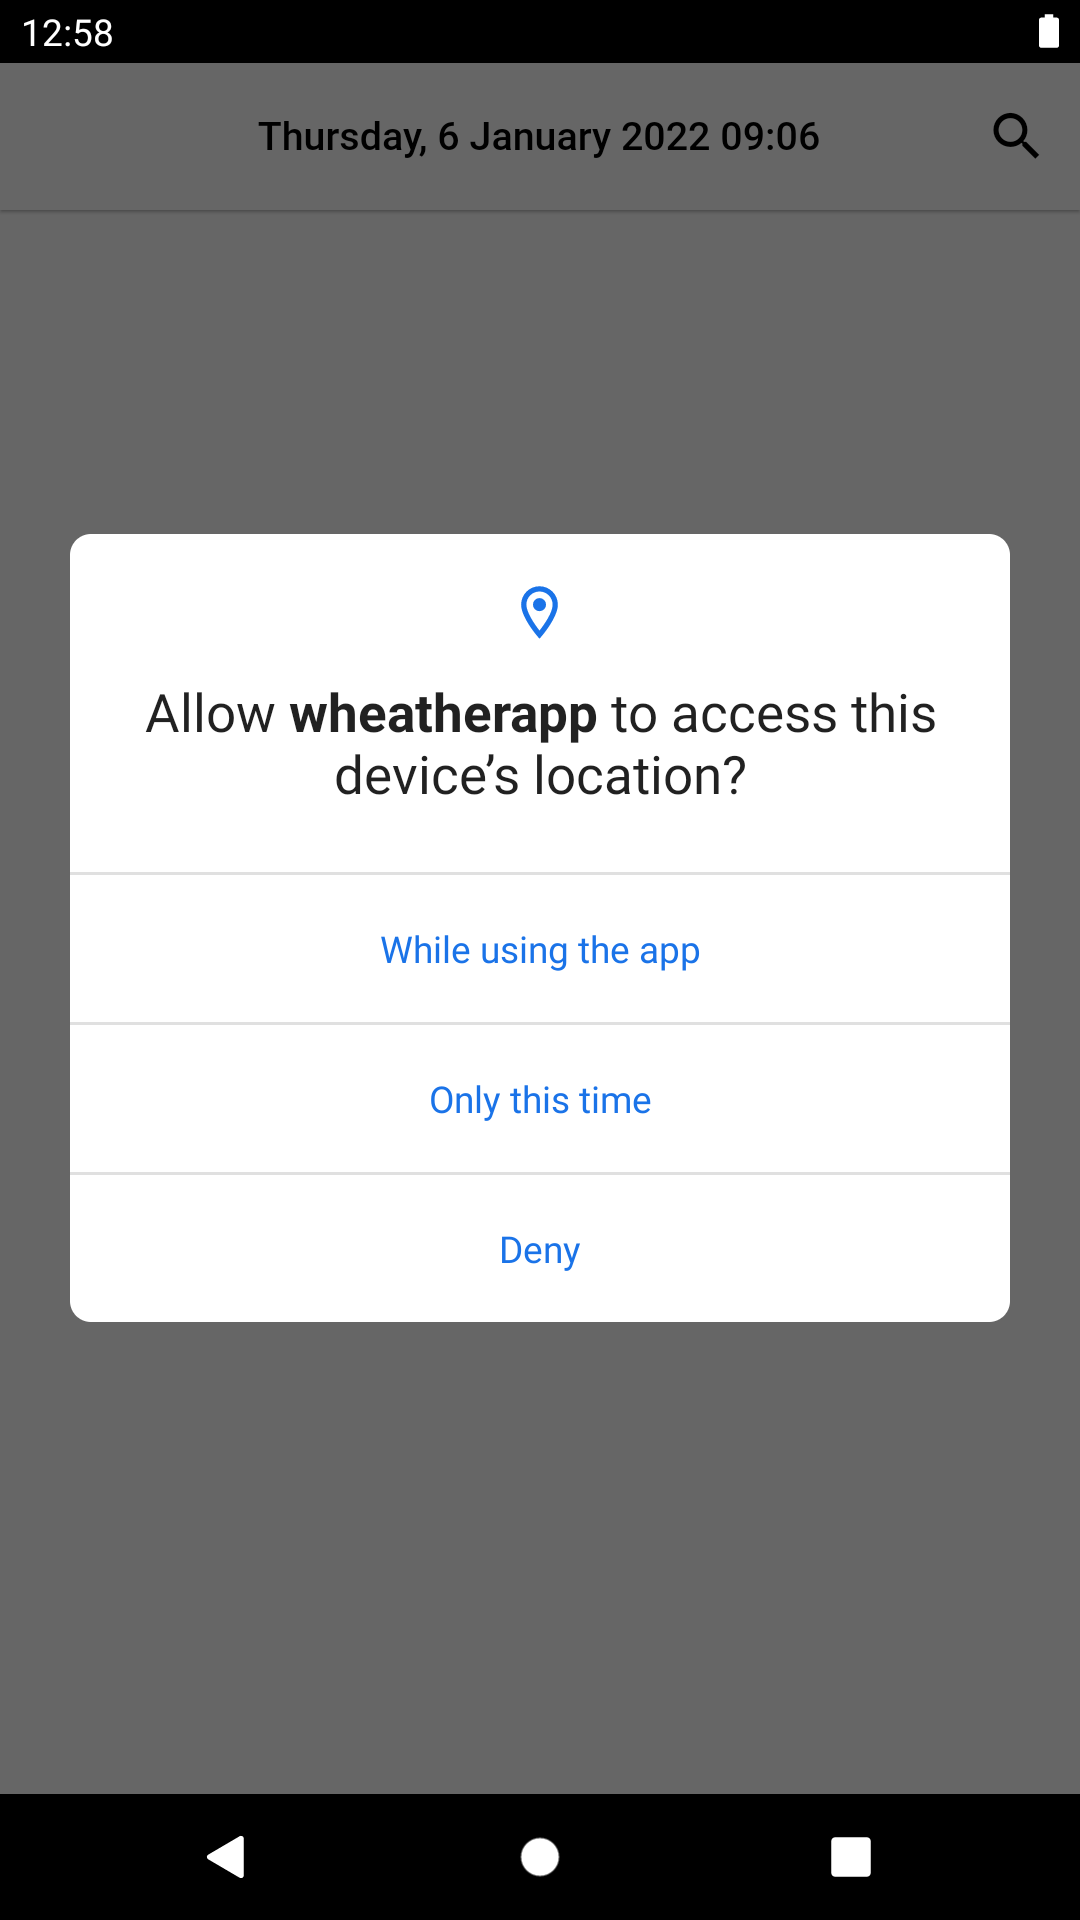 12:58
Thursday, 6 January 2022 09:06
Allow wheatherapp to access this
device’s location?
While using the app
Only this time
Deny